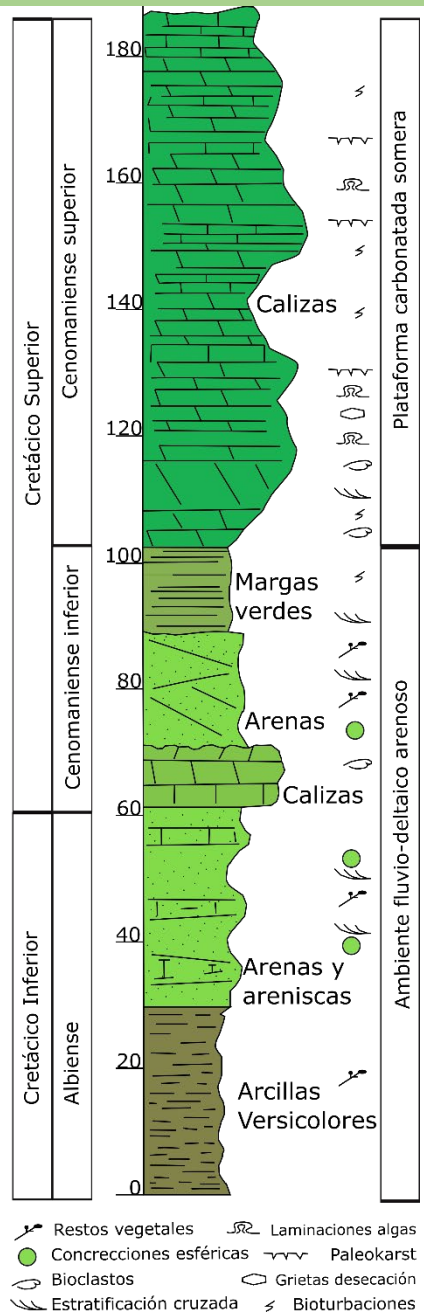 180
160
140
120
100
80
60
40
20
0
Cretácico Superior
Cretácico Inferior
Cenomaniense superior
Cenomaniense inferior
Albiense
Calizas
Margas
verdes
Arenas
Calizas
Arenas y
areniscas
Arcillas
Versicolores
Plataforma carbonatada somera
Ambiente fluvio-deltaico arenoso
Restos vegetales
Laminaciones algas
Concrecciones esféricas
Paleokarst
Bioclastos
Grietas desecación
Estratificación cruzada
Bioturbaciones